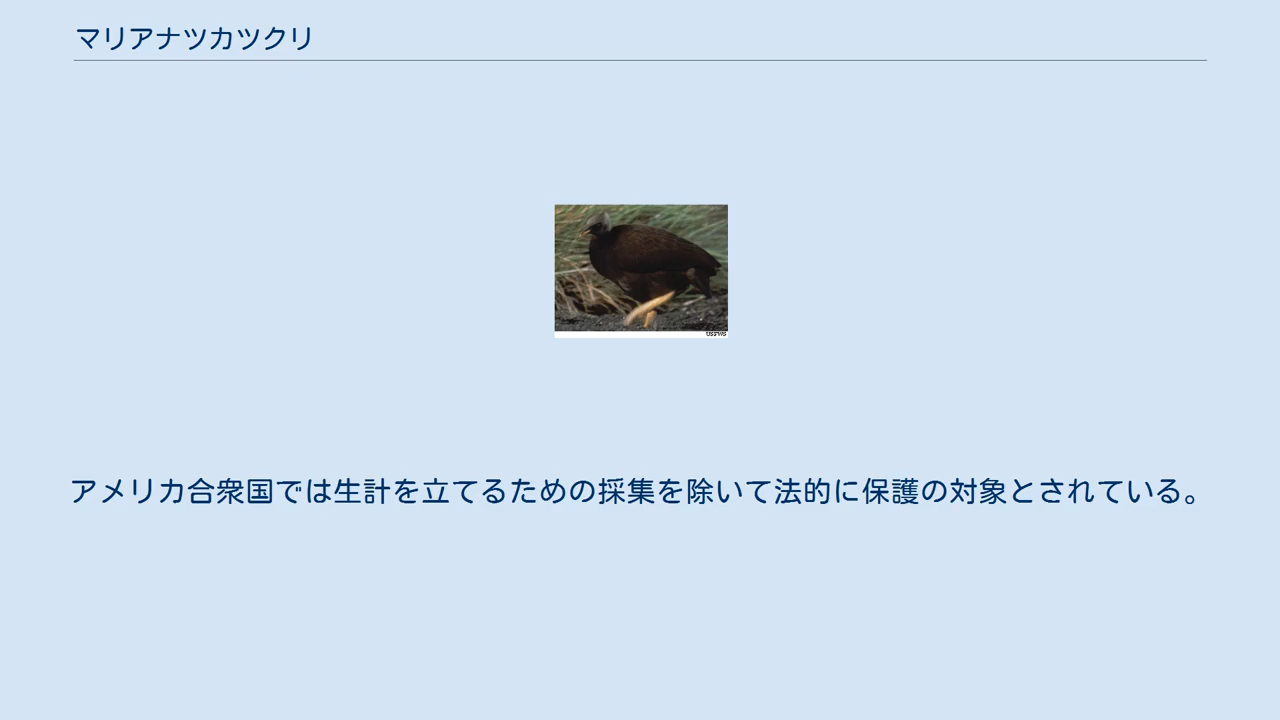 マリアナツカツクリ
USFWS
アメリカ合衆国では生計を立てるための採集を除いて法的に保護の対象とされている。